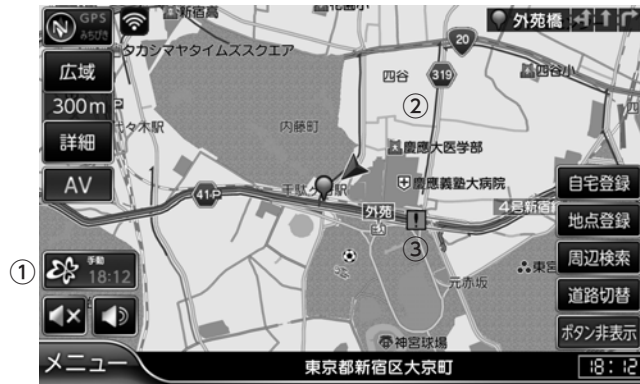 GPS
みちびき
新宿高
外苑橋
タカシマヤタイムズスクエア
20
広域
四谷
319
四谷小
300m
②
詳細
代々木駅
内藤町
慶應大医学部
AV
慶應義塾大病院
自宅登録
千駄ヶ谷駅
41-P
外苑
4号新宿
地点登録
③
①
手動
18:12
周辺検索
元赤坂
東宮
道路切替
ボタン非表示
神宮球場
メニュー
東京都新宿区大京町
18:12